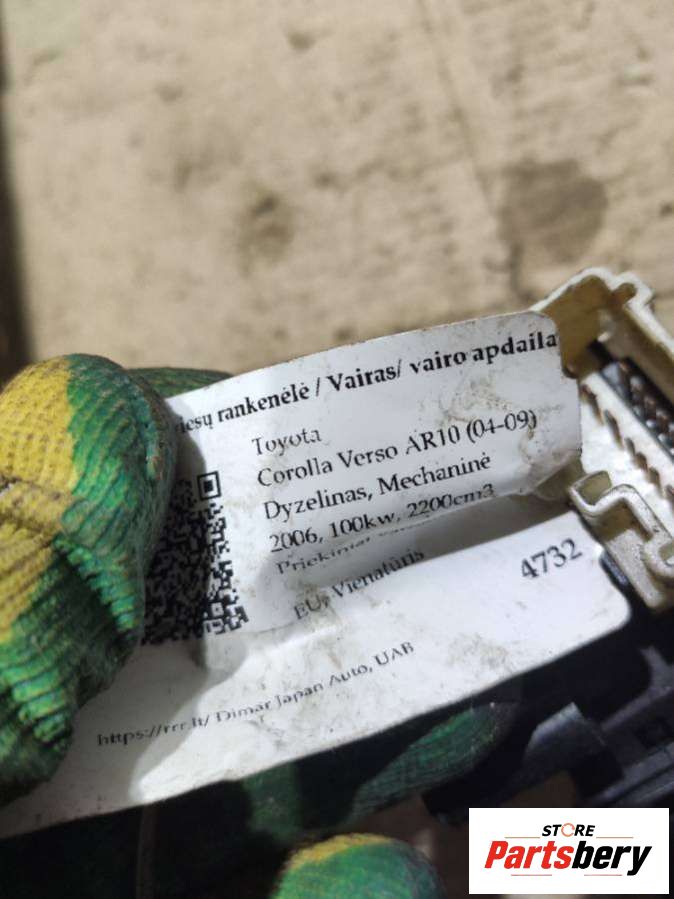 rankenėlė / Vairas/ vairo apdaila
Toyota
Corolla Verso AR10 (04-09)
Dyzelinas, Mechaninė
2006, 100kw, 2200cm3
EU, Vienatūris
4732
https://rrr.lt/ Dimar Japan Auto, UAB
STORE
Partsbery